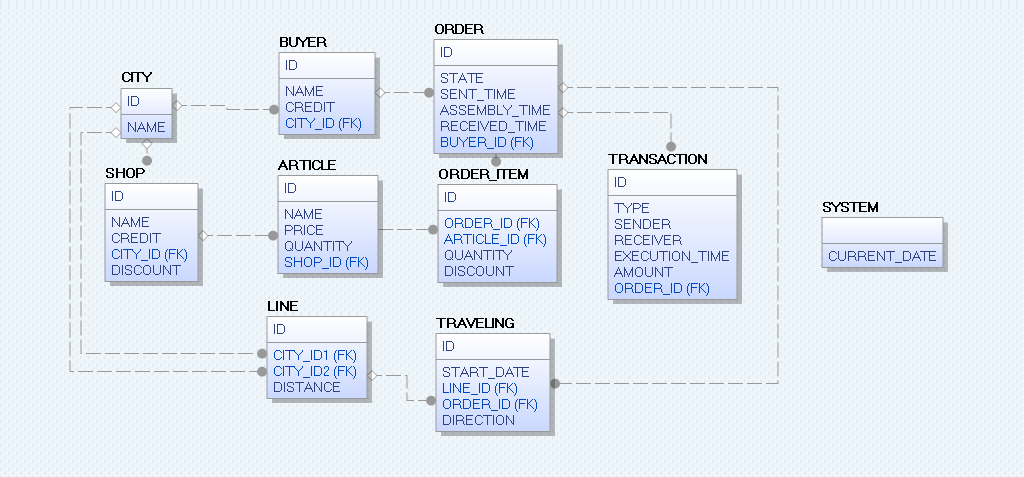 CITY
ID
NAME
BUYER
ID
NAME
CREDIT
CITY_ID (FK)
ORDER
ID
STATE
SENT_TIME
ASSEMBLY_TIME
RECEIVED_TIME
BUYER_ID (FK)
SHOP
ID
NAME
CREDIT
CITY_ID (FK)
DISCOUNT
ARTICLE
ID
NAME
PRICE
QUANTITY
SHOP_ID (FK)
ORDER_ITEM
ID
ORDER_ID (FK)
ARTICLE_ID (FK)
QUANTITY
DISCOUNT
TRANSACTION
ID
TYPE
SENDER
RECEIVER
EXECUTION_TIME
AMOUNT
ORDER_ID (FK)
SYSTEM
CURRENT_DATE
LINE
ID
CITY_ID1 (FK)
CITY_ID2 (FK)
DISTANCE
TRAVELING
ID
START_DATE
LINE_ID (FK)
ORDER_ID (FK)
DIRECTION